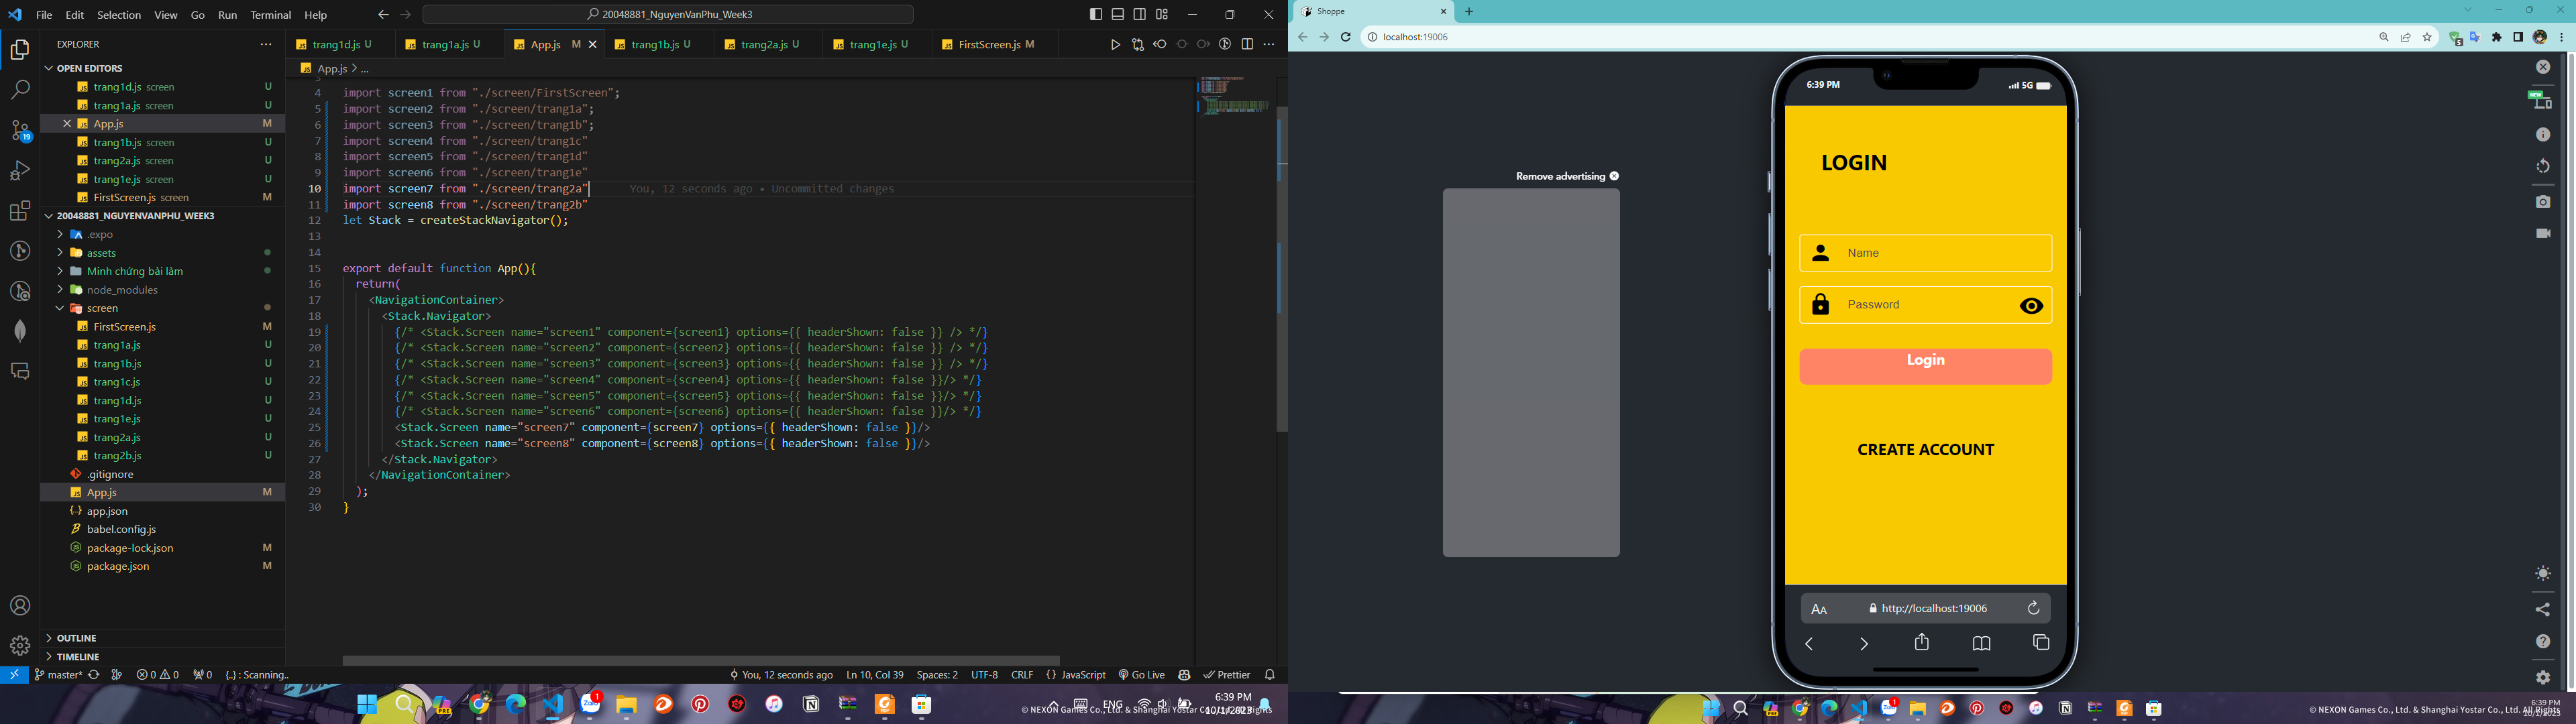 File Edit Selection View Go Run Terminal Help
20048881_NguyenVanPhu_Week3
EXPLORER
OPEN EDITORS
trang1d.js screen U
trang1a.js screen U
App.js M
trang1b.js screen U
trang2a.js screen U
trang1e.js screen U
FirstScreen.js screen M
20048881_NGUYENVANPHU_WEEK3
.expo
assets
Minh chứng bài làm
node_modules
screen
FirstScreen.js M
trang1a.js U
trang1b.js U
trang1c.js U
trang1d.js U
trang1e.js U
trang2a.js U
trang2b.js U
.gitignore
App.js M
app.json
babel.config.js
package-lock.json M
package.json M
OUTLINE
TIMELINE
trang1d.js U trang1a.js U App.js M trang1b.js U trang2a.js U trang1e.js U FirstScreen.js M
App.js > ...
4 import screen1 from "./screen/FirstScreen";
5 import screen2 from "./screen/trang1a";
6 import screen3 from "./screen/trang1b";
7 import screen4 from "./screen/trang1c"
8 import screen5 from "./screen/trang1d"
9 import screen6 from "./screen/trang1e"
10 import screen7 from "./screen/trang2a" You, 12 seconds ago • Uncommitted changes
11 import screen8 from "./screen/trang2b"
12 let Stack = createStackNavigator();
13
14
15 export default function App(){
16 return(
17 <NavigationContainer>
18 <Stack.Navigator>
19 {/* <Stack.Screen name="screen1" component={screen1} options={{ headerShown: false }} /> */}
20 {/* <Stack.Screen name="screen2" component={screen2} options={{ headerShown: false }} /> */}
21 {/* <Stack.Screen name="screen3" component={screen3} options={{ headerShown: false }} /> */}
22 {/* <Stack.Screen name="screen4" component={screen4} options={{ headerShown: false }}/> */}
23 {/* <Stack.Screen name="screen5" component={screen5} options={{ headerShown: false }}/> */}
24 {/* <Stack.Screen name="screen6" component={screen6} options={{ headerShown: false }}/> */}
25 <Stack.Screen name="screen7" component={screen7} options={{ headerShown: false }}/>
26 <Stack.Screen name="screen8" component={screen8} options={{ headerShown: false }}/>
27 </Stack.Navigator>
28 </NavigationContainer>
29 );
30 }
master* 0 0 0 {..} : Scanning.. You, 12 seconds ago Ln 10, Col 39 Spaces: 2 UTF-8 CRLF {} JavaScript Go Live Prettier
19
ENG 6:39 PM
10/1/2023
© NEXON Games Co., Ltd. & Shanghai Yostar
Shoppe
localhost:19006
Remove advertising
NEW
6:39 PM 5G
LOGIN
Name
Password
Login
CREATE ACCOUNT
AA http://localhost:19006
6:39 PM
© NEXON Games Co., Ltd. & Shanghai Yostar Co., Ltd. All Rights